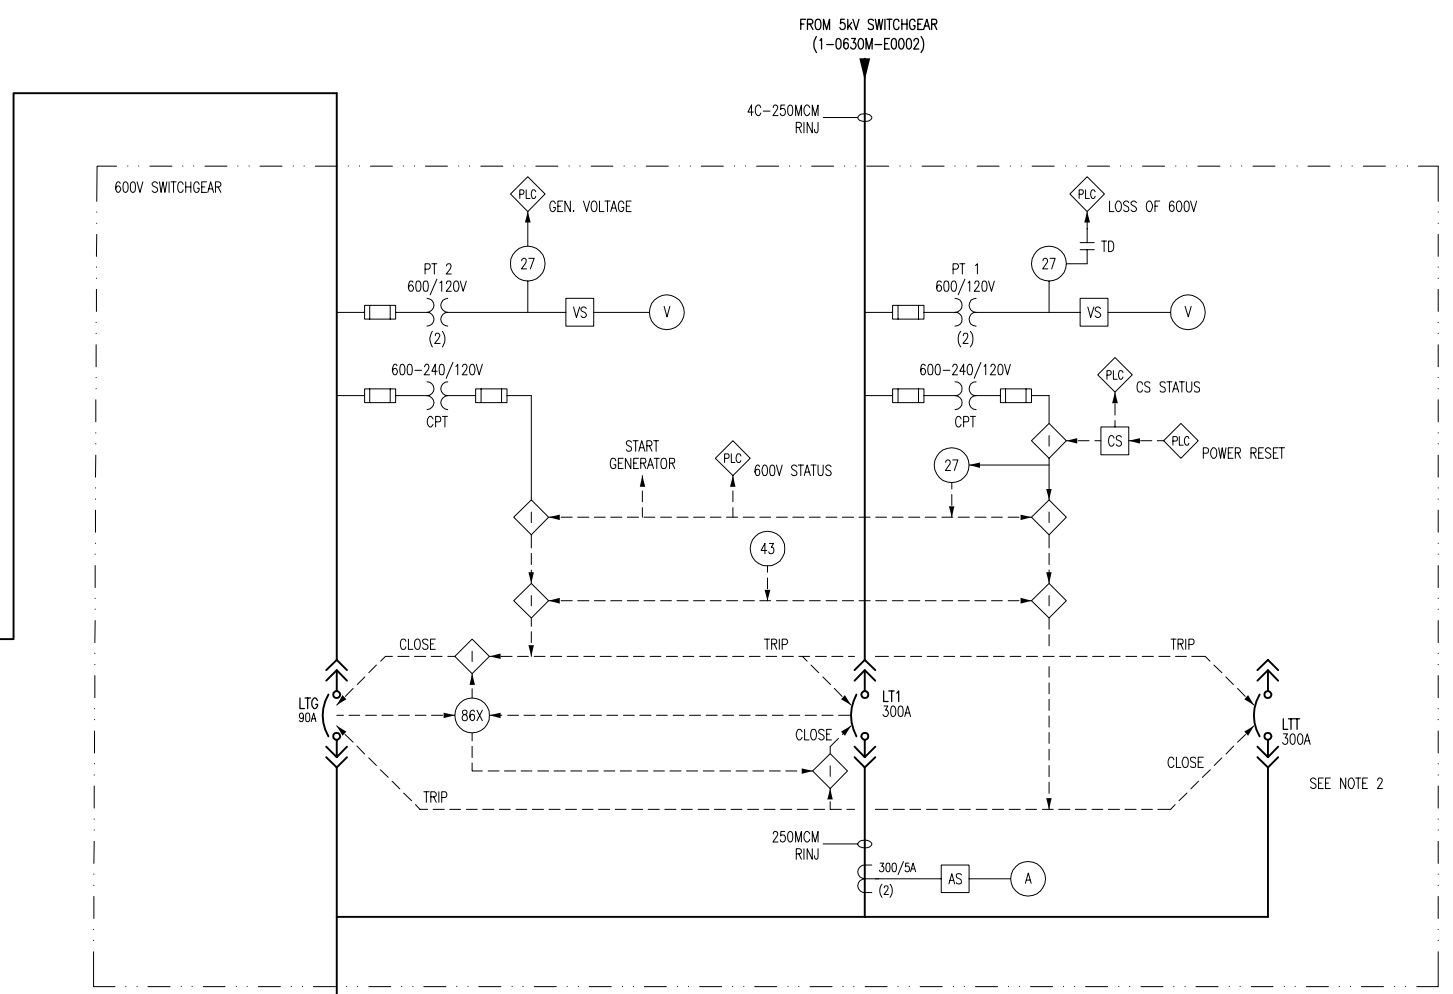 FROM 5kV SWITCHGEAR
(1-0630M-E0002)
4C-250MCM
RINJ
600V SWITCHGEAR
PLC
GEN. VOLTAGE
PLC
LOSS OF 600V
TD
27
27
PT 2
600/120V
(2)
VS
V
PT 1
600/120V
(2)
VS
V
600-240/120V
CPT
600-240/120V
CPT
PLC
CS STATUS
I
CS
PLC
POWER RESET
START
GENERATOR
PLC
600V STATUS
27
I
I
43
I
I
CLOSE
I
TRIP
TRIP
LTG
90A
86X
LT1
300A
LTT
300A
CLOSE
I
CLOSE
TRIP
SEE NOTE 2
250MCM
RINJ
300/5A
(2)
AS
A